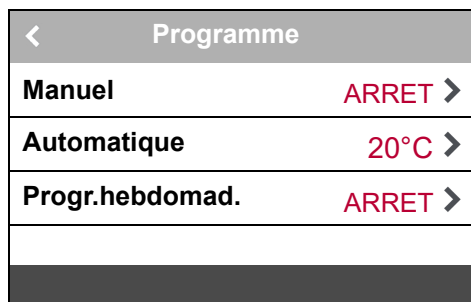 Programme
Manuel ARRET
Automatique 20°C
Progr.hebdomad. ARRET